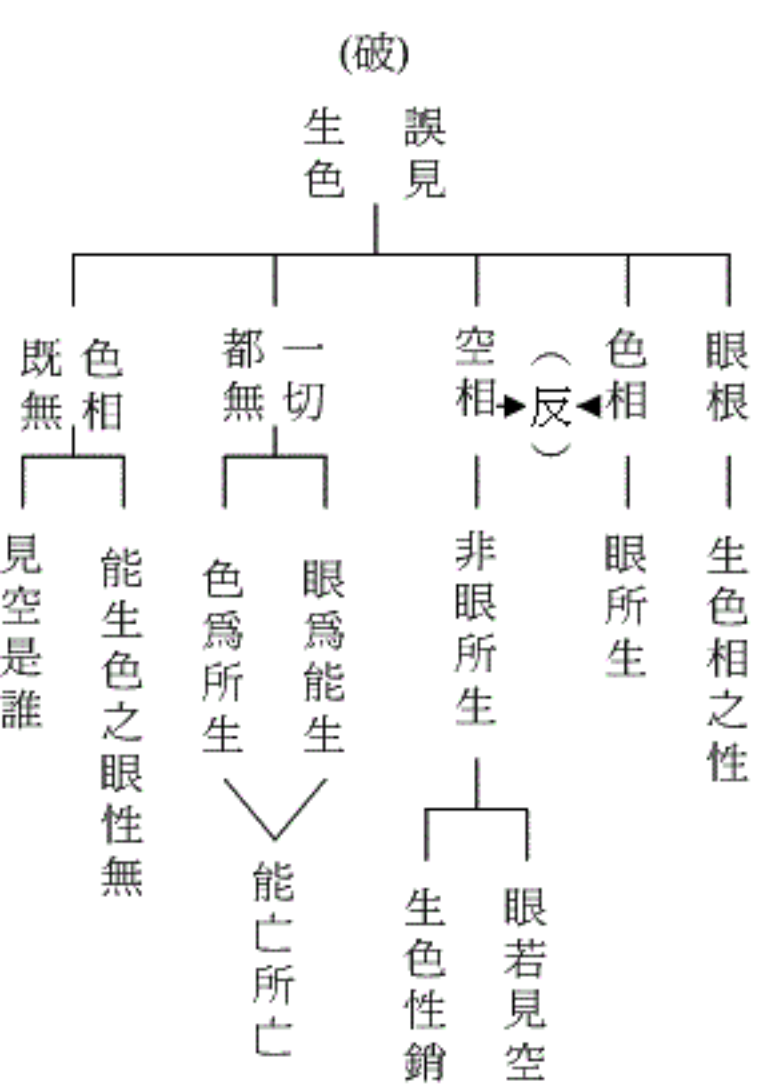 (破)
誤見
生色
眼根
生色相之性
色相
眼所生
（反）
空相
非眼所生
眼若見空
生色性銷
一切
都無
眼爲能生
色爲所生
能亡所亡
色相
既無
能生色之眼性無
見空是誰